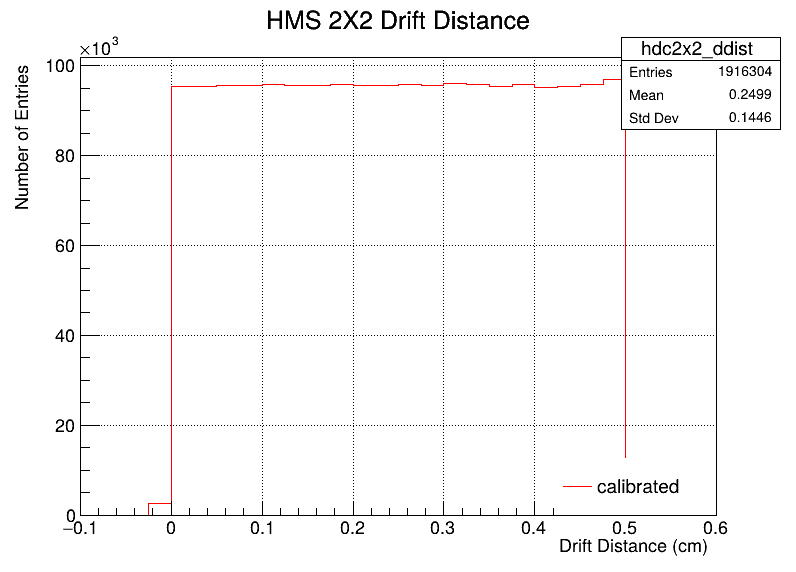 HMS 2X2 Drift Distance
×10³
hdc2x2_ddist
Entries 1916304
Mean 0.2499
Std Dev 0.1446
Number of Entries
100
80
60
40
20
0
−0.1 0 0.1 0.2 0.3 0.4 0.5 0.6
calibrated
Drift Distance (cm)